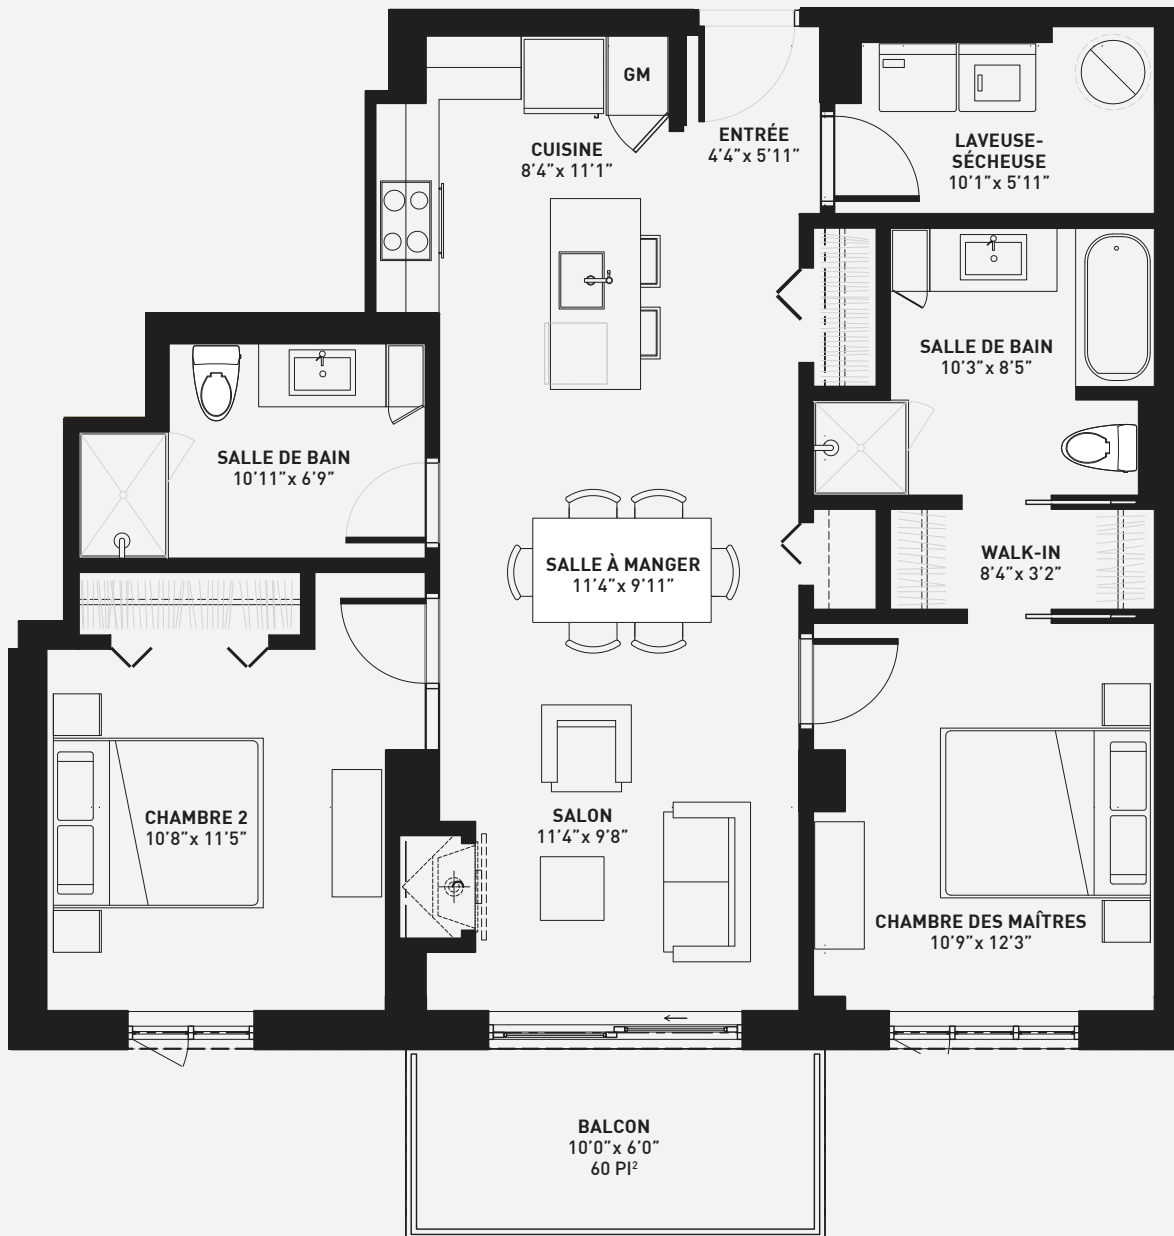 GM
ENTRÉE
4'4”x 5'11”
CUISINE
8'4”x 11'1”
LAVEUSE-
SÉCHEUSE
10'1”x 5'11”
SALLE DE BAIN
10'3”x 8'5”
SALLE DE BAIN
10'11”x 6'9”
SALLE À MANGER
11'4”x 9'11”
WALK-IN
8'4”x 3'2”
CHAMBRE 2
10'8”x 11'5”
SALON
11'4”x 9'8”
CHAMBRE DES MAÎTRES
10'9”x 12'3”
BALCON
10'0”x 6'0”
60 PI²